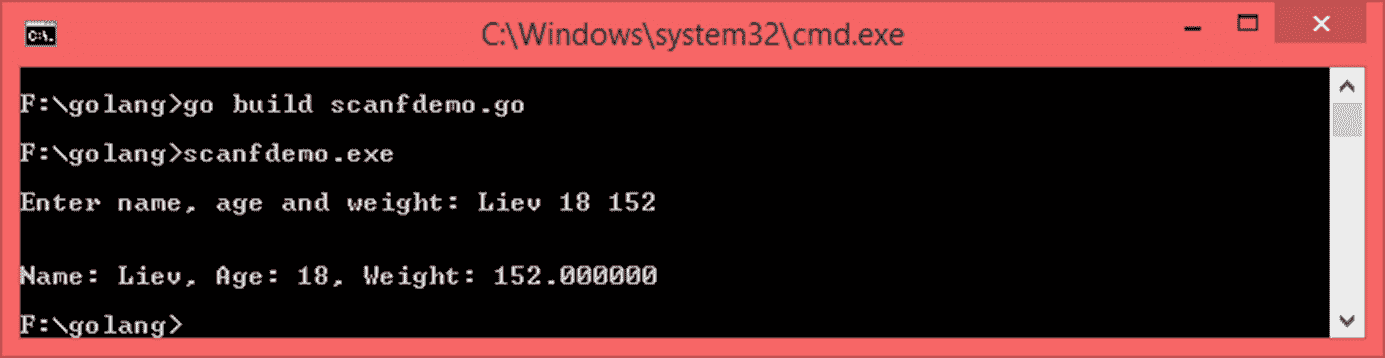 C:\Windows\system32\cmd.exe
F:\golang>go build scanfdemo.go
F:\golang>scanfdemo.exe
Enter name, age and weight: Liev 18 152
Name: Liev, Age: 18, Weight: 152.000000
F:\golang>